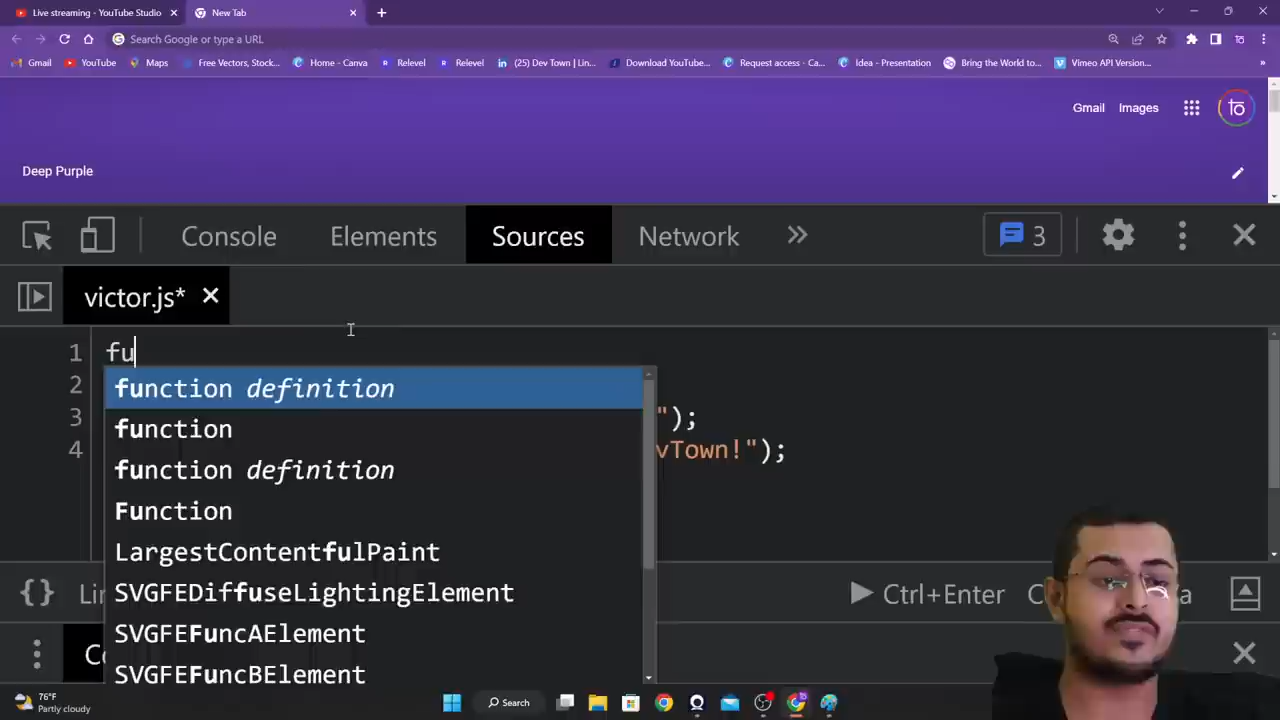 Live streaming - YouTube Studio
New Tab
Search Google or type a URL
Gmail YouTube Maps Free Vectors, Stock... Home - Canva Relevel Relevel (25) Dev Town | Lin... Download YouTube... Request access - Ca... Idea - Presentation Bring the World to... Vimeo API Version... »
Gmail Images
Deep Purple
Console Elements Sources Network » 3
victor.js*
1 fu
2 function definition
3 ");
function
4 vTown!");
function definition
Function
LargestContentfulPaint
SVGFEDiffuseLightingElement
{} Lin Ctrl+Enter C a
SVGFEFuncAElement
Co
SVGFEFuncBElement
76°F
Partly cloudy
Search